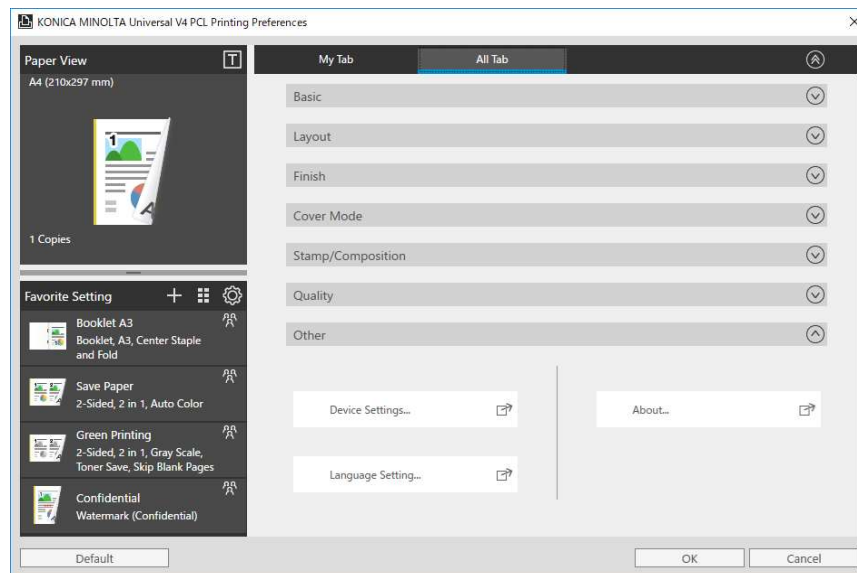 KONICA MINOLTA Universal V4 PCL Printing Preferences
Paper View
T
A4 (210x297 mm)
1
A
1 Copies
Favorite Setting
Booklet A3
Booklet, A3, Center Staple
and Fold
Save Paper
2-Sided, 2 in 1, Auto Color
Green Printing
2-Sided, 2 in 1, Gray Scale,
Toner Save, Skip Blank Pages
Confidential
Watermark (Confidential)
My Tab
All Tab
Basic
Layout
Finish
Cover Mode
Stamp/Composition
Quality
Other
Device Settings...
About...
Language Setting...
Default
OK
Cancel